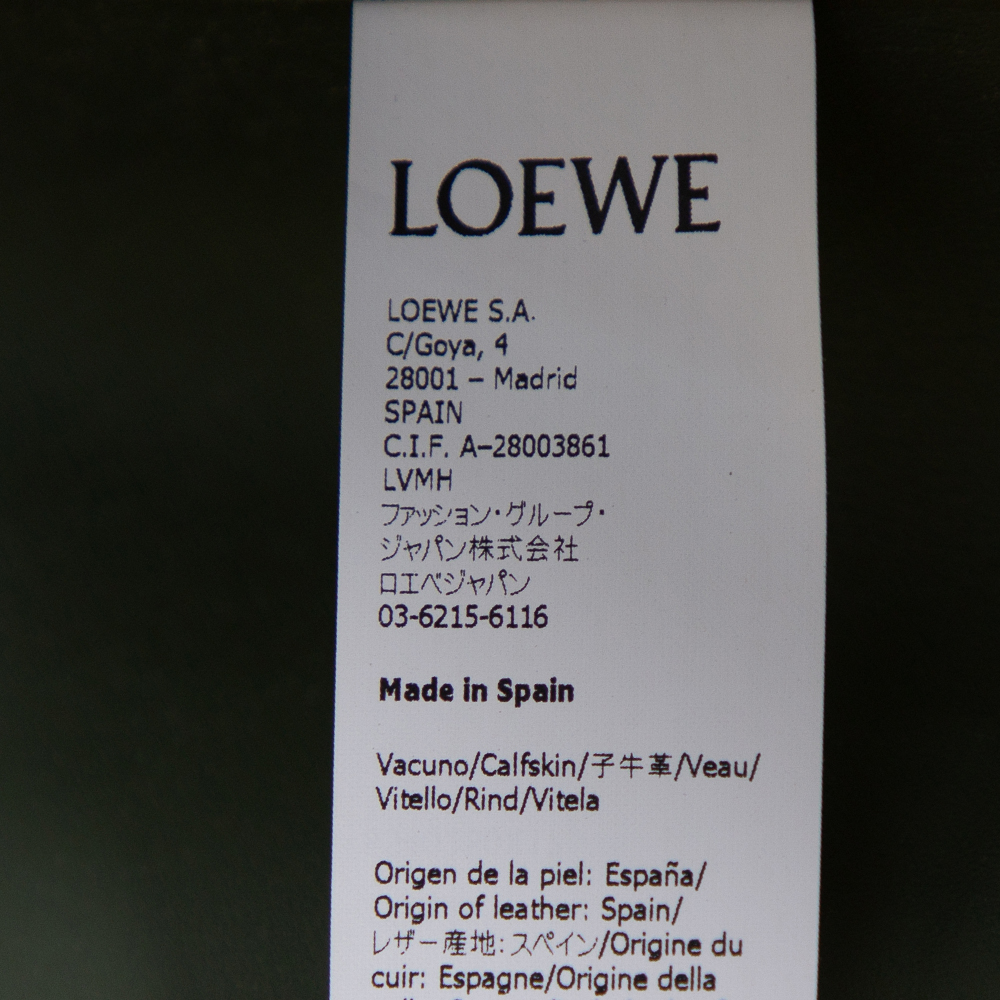 LOEWE
LOEWE S.A.
C/Goya, 4
28001 – Madrid
SPAIN
C.I.F. A–28003861
LVMH
ファッション・グループ・
ジャパン株式会社
ロエベジャパン
03-6215-6116
Made in Spain
Vacuno/Calfskin/子牛革/Veau/
Vitello/Rind/Vitela
Origen de la piel: España/
Origin of leather: Spain/
レザー産地: スペイン/Origine du
cuir: Espagne/Origine della